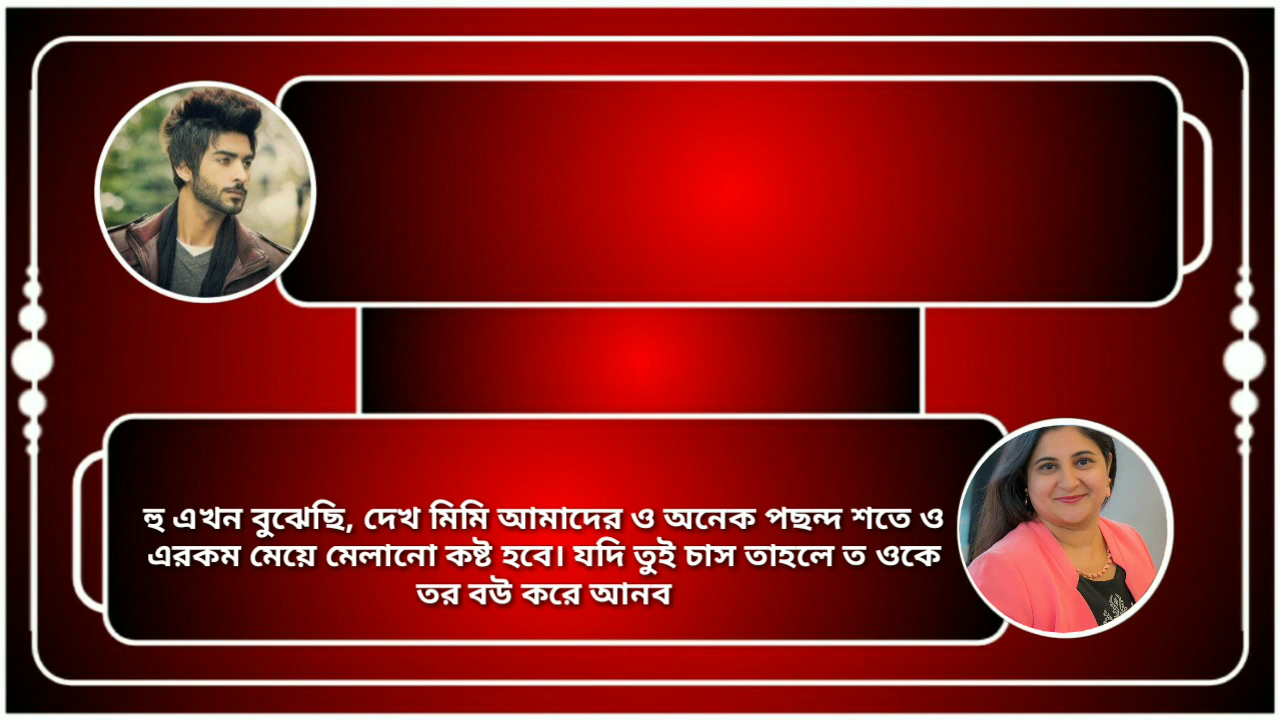 হু এখন বুঝেছি, দেখ মিমি আমাদের ও অনেক পছন্দ শতে ও
এরকম মেয়ে মেলানো কষ্ট হবে। যদি তুই চাস তাহলে ত ওকে
তর বউ করে আনব